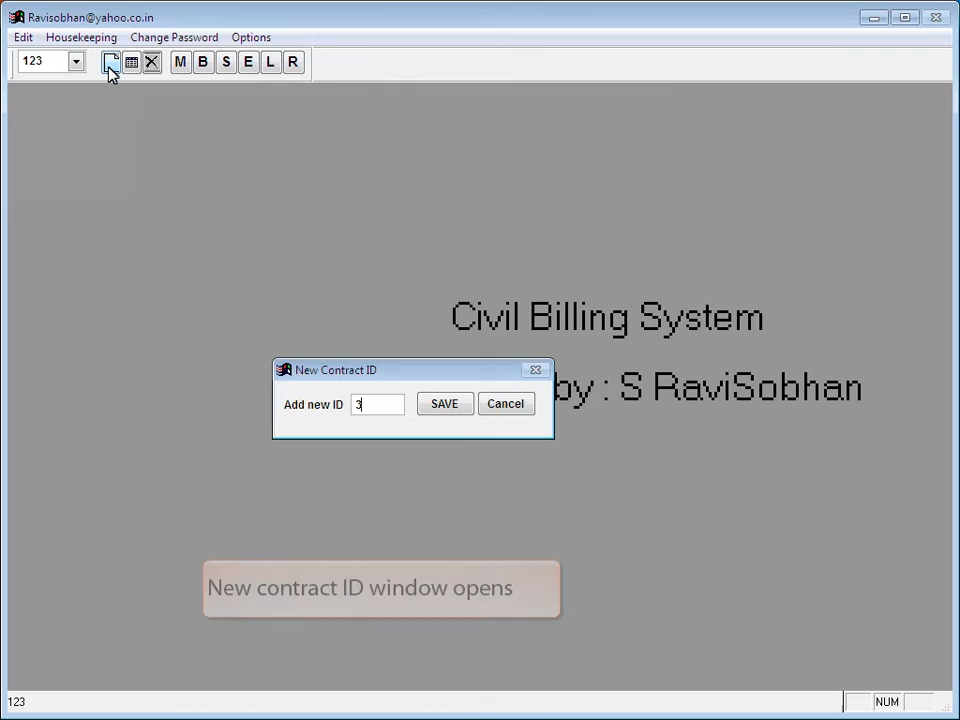 Ravisobhan@yahoo.co.in
Edit Housekeeping Change Password Options
123 M B S E L R
Civil Billing System
by : S RaviSobhan
New Contract ID
Add new ID 3 SAVE Cancel
New contract ID window opens
123 NUM